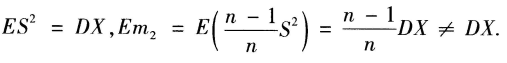 ES² = DX, Em₂ = E((n − 1)/n S²) = (n − 1)/n DX ≠ DX.